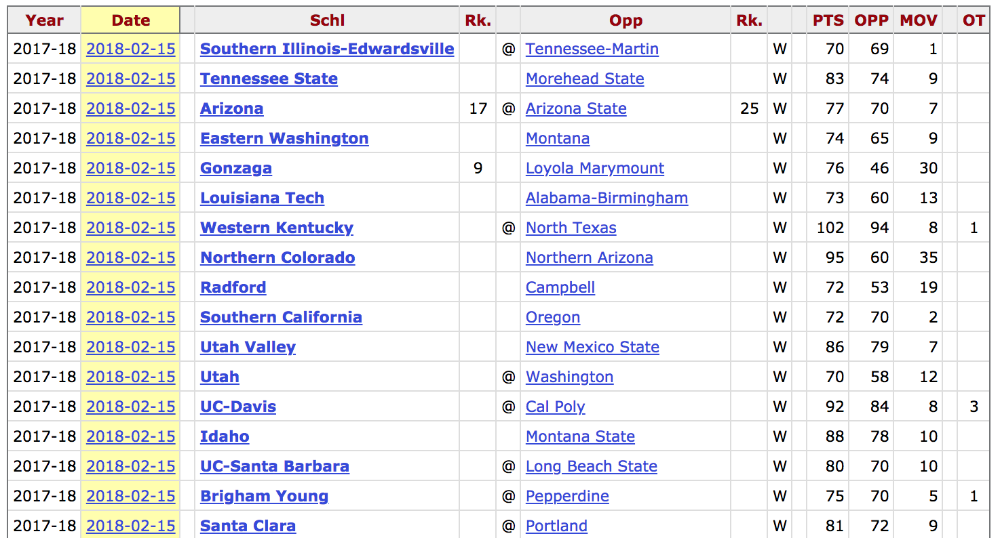 Year Date Schl Rk. Opp Rk. PTS OPP MOV OT
2017-18 2018-02-15 Southern Illinois-Edwardsville @ Tennessee-Martin W 70 69 1
2017-18 2018-02-15 Tennessee State Morehead State W 83 74 9
2017-18 2018-02-15 Arizona 17 @ Arizona State 25 W 77 70 7
2017-18 2018-02-15 Eastern Washington Montana W 74 65 9
2017-18 2018-02-15 Gonzaga 9 Loyola Marymount W 76 46 30
2017-18 2018-02-15 Louisiana Tech Alabama-Birmingham W 73 60 13
2017-18 2018-02-15 Western Kentucky @ North Texas W 102 94 8 1
2017-18 2018-02-15 Northern Colorado Northern Arizona W 95 60 35
2017-18 2018-02-15 Radford Campbell W 72 53 19
2017-18 2018-02-15 Southern California Oregon W 72 70 2
2017-18 2018-02-15 Utah Valley New Mexico State W 86 79 7
2017-18 2018-02-15 Utah @ Washington W 70 58 12
2017-18 2018-02-15 UC-Davis @ Cal Poly W 92 84 8 3
2017-18 2018-02-15 Idaho Montana State W 88 78 10
2017-18 2018-02-15 UC-Santa Barbara @ Long Beach State W 80 70 10
2017-18 2018-02-15 Brigham Young @ Pepperdine W 75 70 5 1
2017-18 2018-02-15 Santa Clara @ Portland W 81 72 9